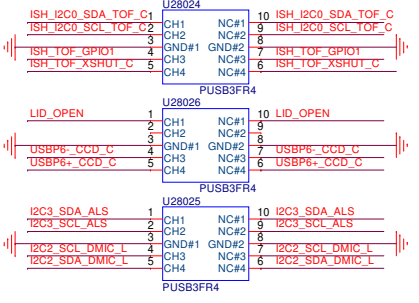 U28024
ISH_I2C0_SDA_TOF_C 1 CH1 NC#1 10 ISH_I2C0_SDA_TOF_C
ISH_I2C0_SCL_TOF_C 2 CH2 NC#2 9 ISH_I2C0_SCL_TOF_C
3 GND#1 GND#2 8
ISH_TOF_GPIO1 4 CH3 NC#3 7 ISH_TOF_GPIO1
ISH_TOF_XSHUT_C 5 CH4 NC#4 6 ISH_TOF_XSHUT_C
PUSB3FR4
U28026
LID_OPEN 1 CH1 NC#1 10 LID_OPEN
2 CH2 NC#2 9
3 GND#1 GND#2 8
USBP6-_CCD_C 4 CH3 NC#3 7 USBP6-_CCD_C
USBP6+_CCD_C 5 CH4 NC#4 6 USBP6+_CCD_C
PUSB3FR4
U28025
I2C3_SDA_ALS 1 CH1 NC#1 10 I2C3_SDA_ALS
I2C3_SCL_ALS 2 CH2 NC#2 9 I2C3_SCL_ALS
3 GND#1 GND#2 8
I2C2_SCL_DMIC_L 4 CH3 NC#3 7 I2C2_SCL_DMIC_L
I2C2_SDA_DMIC_L 5 CH4 NC#4 6 I2C2_SDA_DMIC_L
PUSB3FR4